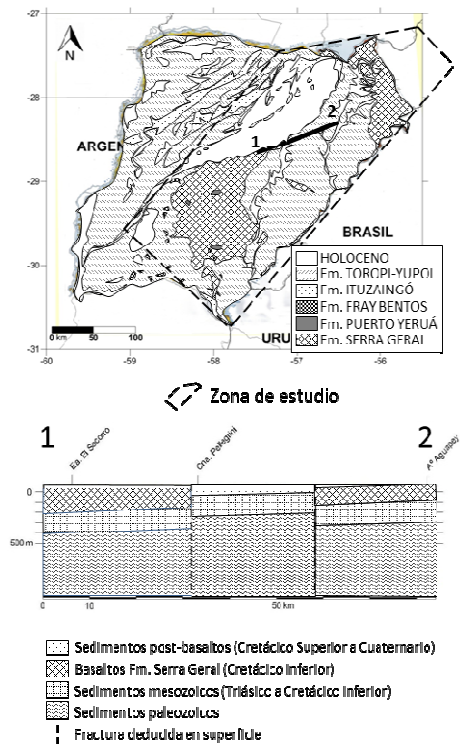 -27
N
-28
ARGEN
1
2
-29
BRASIL
-30
HOLOCENO
Fm. TOROPI-YUPOI
Fm. ITUZAINGÓ
Fm. FRAY BENTOS
Fm. PUERTO YERUÁ
Fm. SERRA GERAL
0 50 100
-31
URU
-60 -59 -58 -57 -56
Zona de estudio
1
2
Ea. El Socorro
Cnia. Pellegrini
Aº Aguapey
0
500 m
0 10 50 km
Sedimentos post-basaltos (Cretácico Superior a Cuaternario)
Basaltos Fm. Serra Geral (Cretácico Inferior)
Sedimentos mesozoicos (Triásico a Cretácico Inferior)
Sedimentos paleozoicos
Fractura deducida en superficie